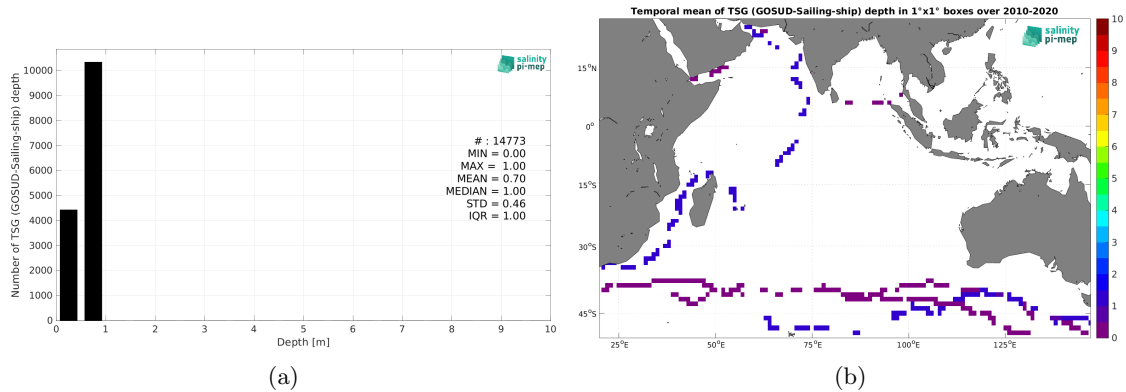 salinity
pi-mep
Number of TSG (GOSUD-Sailing-ship) depth
10000
9000
8000
7000
6000
5000
4000
3000
2000
1000
0
# : 14773
MIN = 0.00
MAX = 1.00
MEAN = 0.70
MEDIAN = 1.00
STD = 0.46
IQR = 1.00
0 1 2 3 4 5 6 7 8 9 10
Depth [m]
(a)
Temporal mean of TSG (GOSUD-Sailing-ship) depth in 1°x1° boxes over 2010-2020
salinity
pi-mep
15°N
0°
15°S
30°S
45°S
25°E 50°E 75°E 100°E 125°E
10
9
8
7
6
5
4
3
2
1
0
(b)